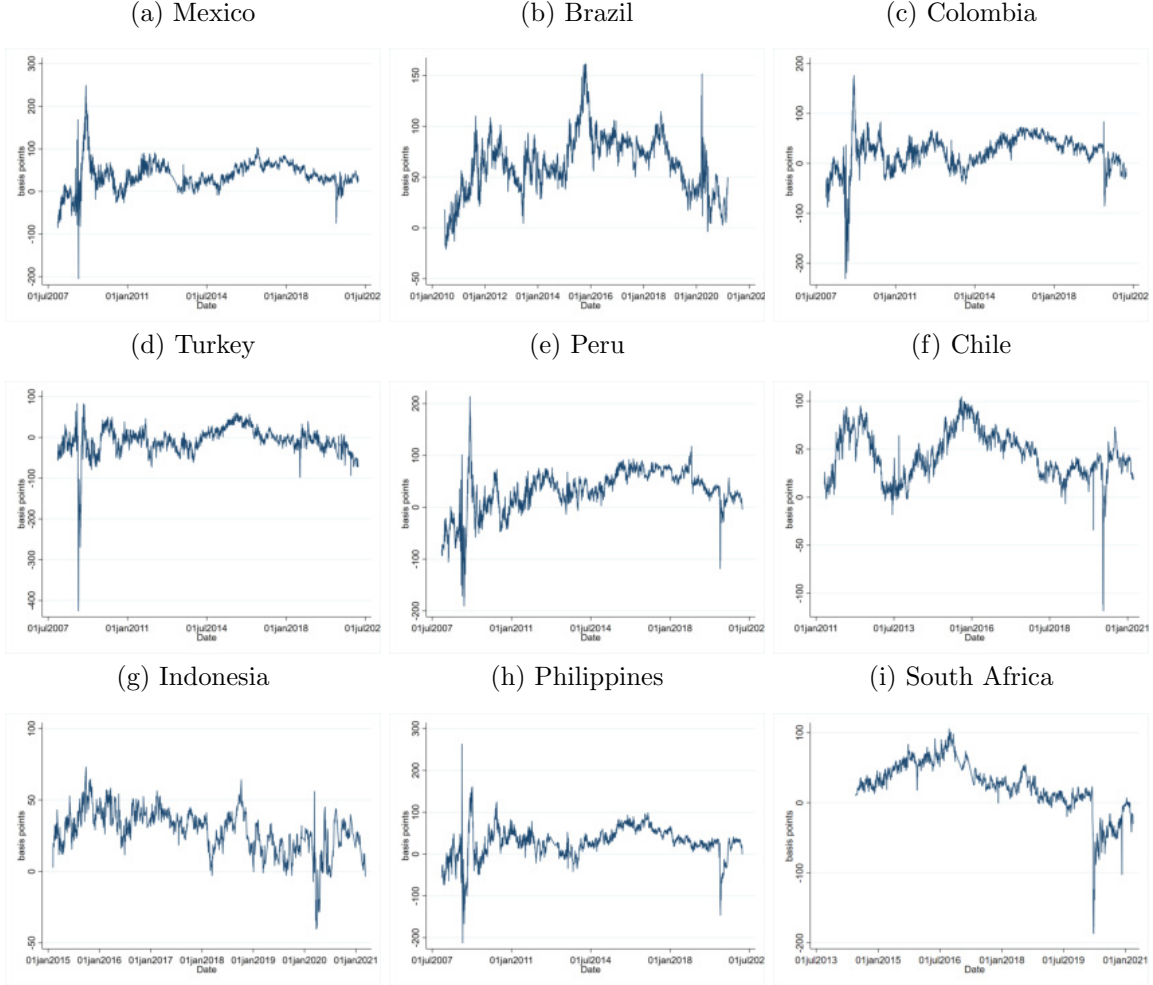 (a) Mexico
(b) Brazil
(c) Colombia
basis points
300
200
100
0
-100
-200
01jul2007
01jan2011
01jul2014
01jan2018
01jul202
Date
basis points
150
100
50
0
-50
01jan2010
01jan2012
01jan2014
01jan2016
01jan2018
01jan2020
01jan202
Date
basis points
200
100
0
-100
-200
01jul2007
01jan2011
01jul2014
01jan2018
01jul202
Date
(d) Turkey
(e) Peru
(f) Chile
basis points
100
0
-100
-200
-300
-400
01jul2007
01jan2011
01jul2014
01jan2018
01jul202
Date
basis points
200
100
0
-100
-200
01jul2007
01jan2011
01jul2014
01jan2018
01jul202
Date
basis points
100
50
0
-50
-100
01jan2011
01jul2013
01jan2016
01jul2018
01jan2021
Date
(g) Indonesia
(h) Philippines
(i) South Africa
basis points
100
50
0
-50
01jan2015
01jan2016
01jan2017
01jan2018
01jan2019
01jan2020
01jan2021
Date
basis points
300
200
100
0
-100
-200
01jul2007
01jan2011
01jul2014
01jan2018
01jul202
Date
basis points
100
0
-100
-200
01jul2013
01jan2015
01jul2016
01jan2018
01jul2019
01jan2021
Date